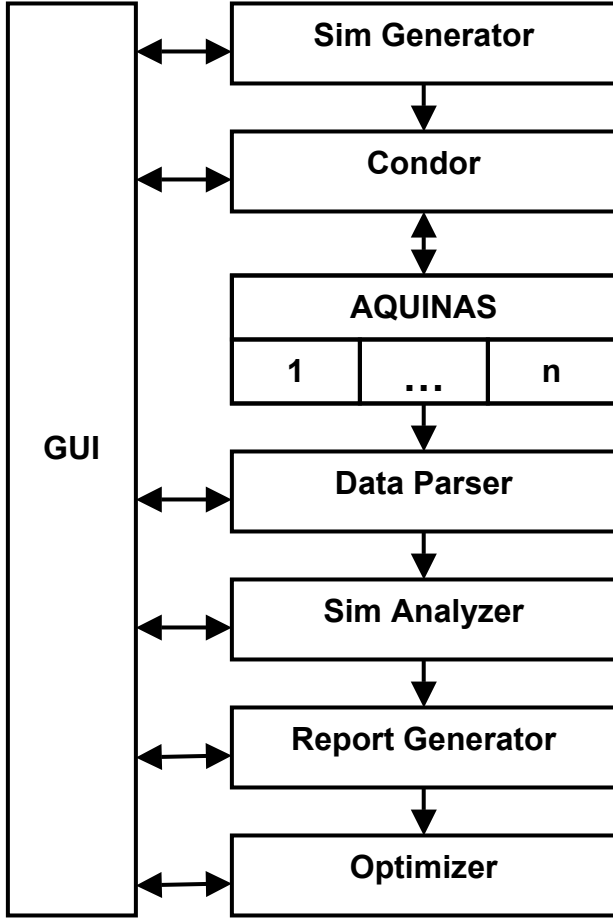 Sim Generator
Condor
AQUINAS
1 ... n
GUI
Data Parser
Sim Analyzer
Report Generator
Optimizer